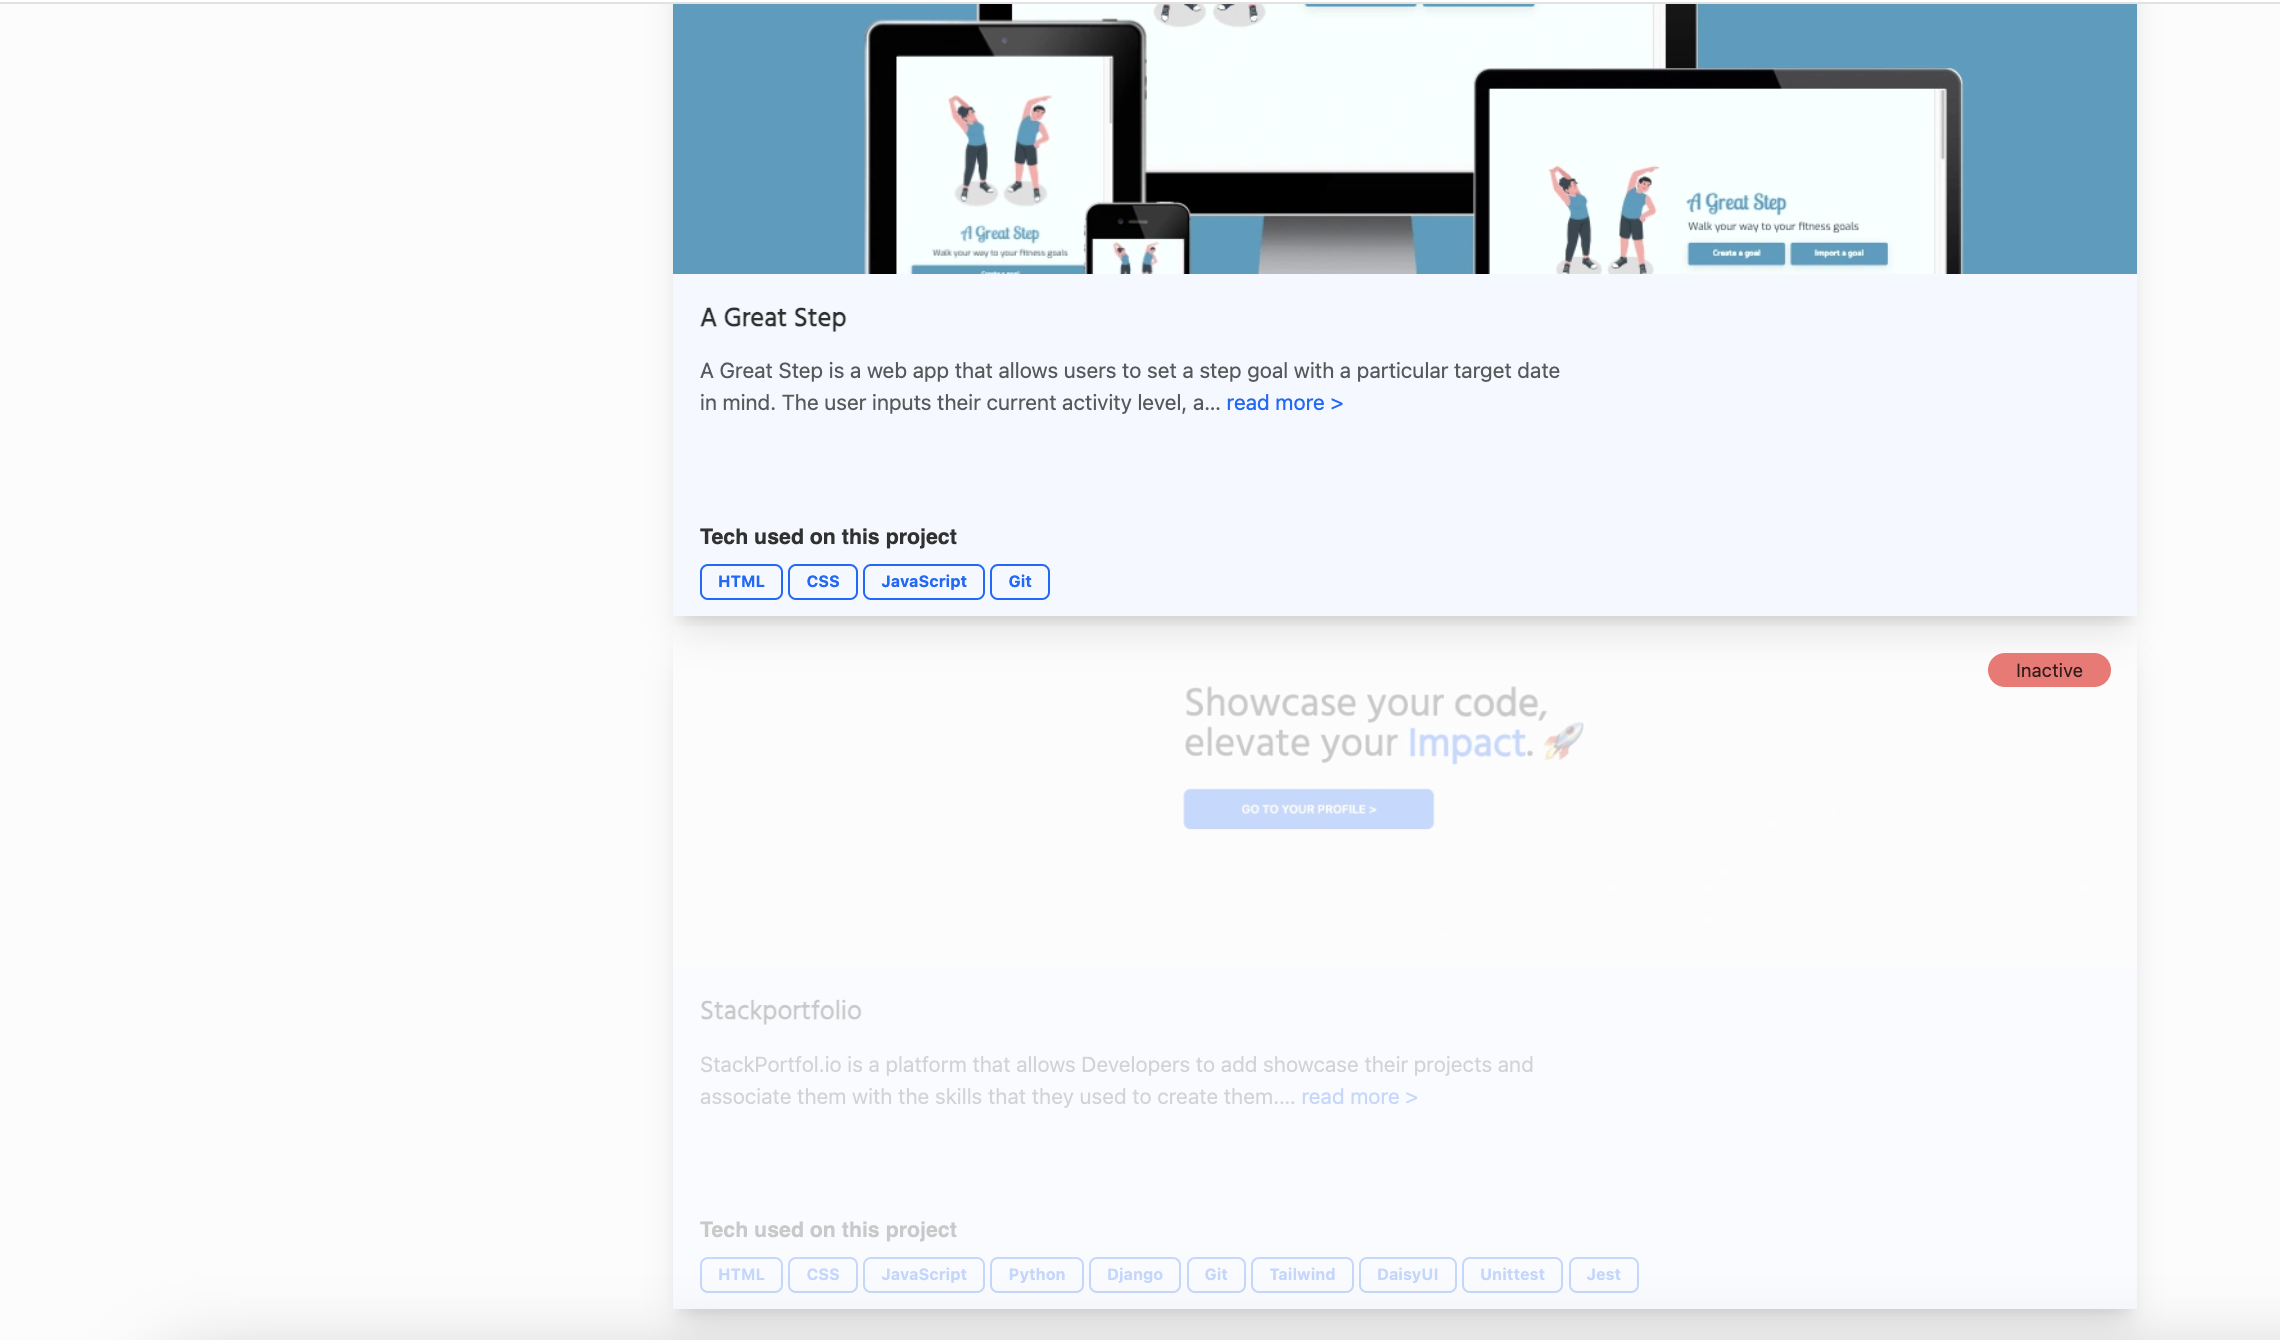 A Great Step
Walk your way to your fitness goals
Create a goal
A Great Step
Walk your way to your fitness goals
Create a goal Import a goal
A Great Step
A Great Step is a web app that allows users to set a step goal with a particular target date
in mind. The user inputs their current activity level, a... read more >
Tech used on this project
HTML CSS JavaScript Git
Inactive
Showcase your code,
elevate your Impact. 🚀
GO TO YOUR PROFILE >
Stackportfolio
StackPortfol.io is a platform that allows Developers to add showcase their projects and
associate them with the skills that they used to create them.... read more >
Tech used on this project
HTML CSS JavaScript Python Django Git Tailwind DaisyUI Unittest Jest